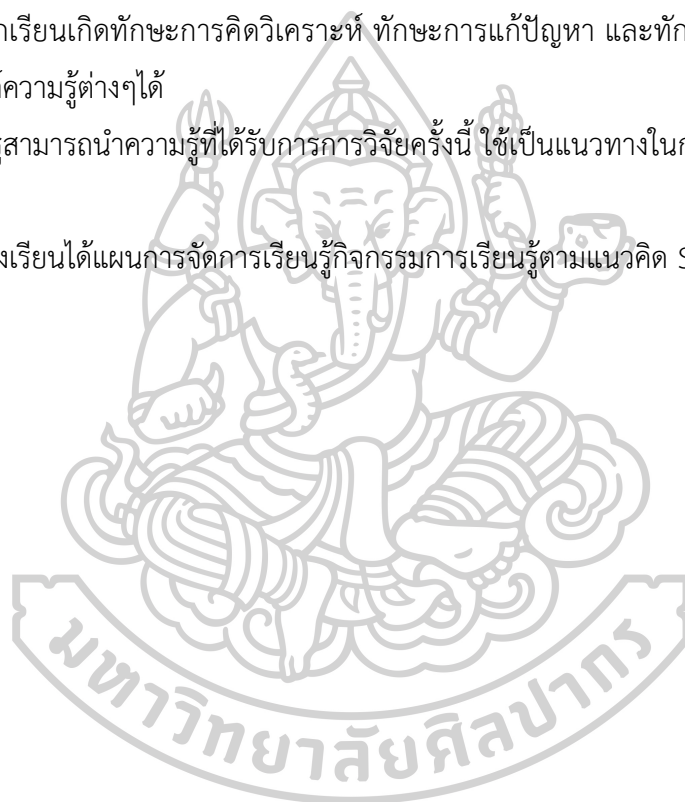 เรียนเกิดทักษะการคิดวิเคราะห์ ทักษะการแก้ปัญหา และทัก
ความรู้ต่างๆได้
สามารถนำความรู้ที่ได้รับการการวิจัยครั้งนี้ ใช้เป็นแนวทางใน
เรียนได้แผนการจัดการเรียนรู้กิจกรรมการเรียนรู้ตามแนวคิด S
มหาวิทยาลัยศิลปากร